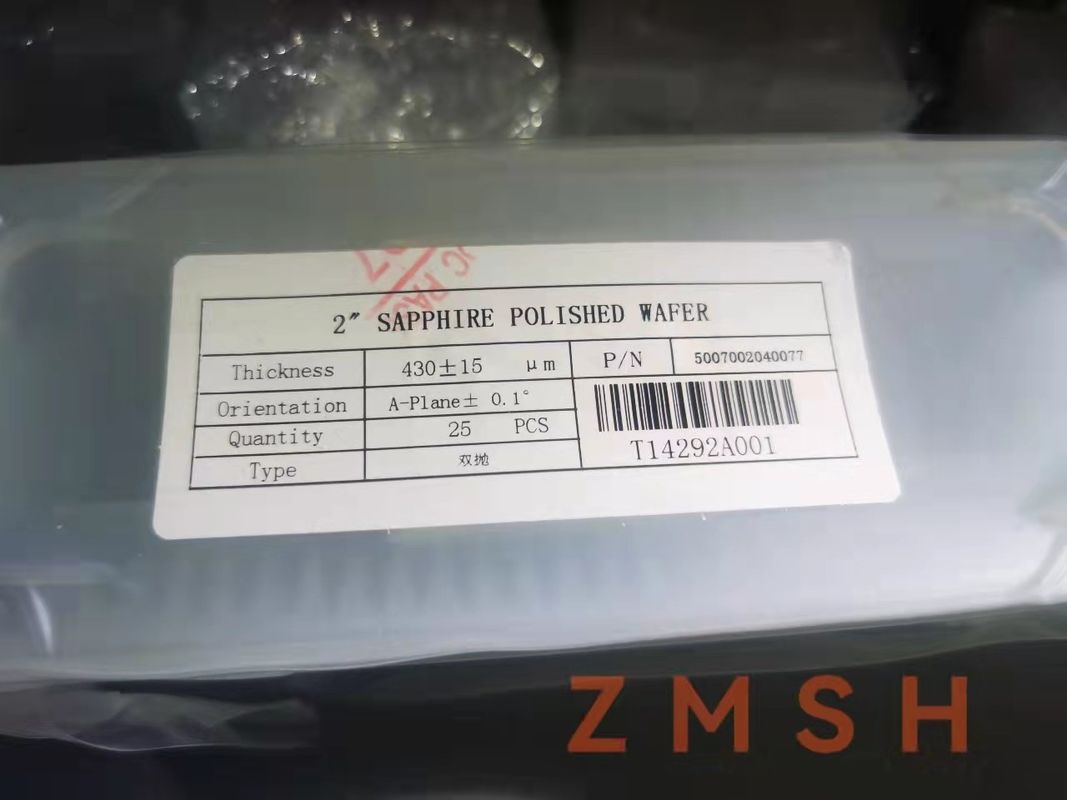 2″ SAPPHIRE POLISHED WAFER
Thickness 430±15 μm P/N 5007002040077
Orientation A-Plane± 0.1°
Quantity 25 PCS
Type 双抛
T14292A001
ZMSH